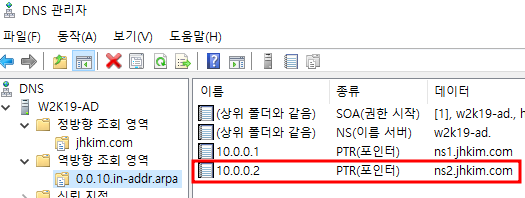 DNS 관리자
파일(F) 동작(A) 보기(V) 도움말(H)
DNS
W2K19-AD
정방향 조회 영역
jhkim.com
역방향 조회 영역
0.0.10.in-addr.arpa
신뢰 지점
이름 종류 데이터
(상위 폴더와 같음) SOA(권한 시작) [1], w2k19-ad., h
(상위 폴더와 같음) NS(이름 서버) w2k19-ad.
10.0.0.1 PTR(포인터) ns1.jhkim.com
10.0.0.2 PTR(포인터) ns2.jhkim.com